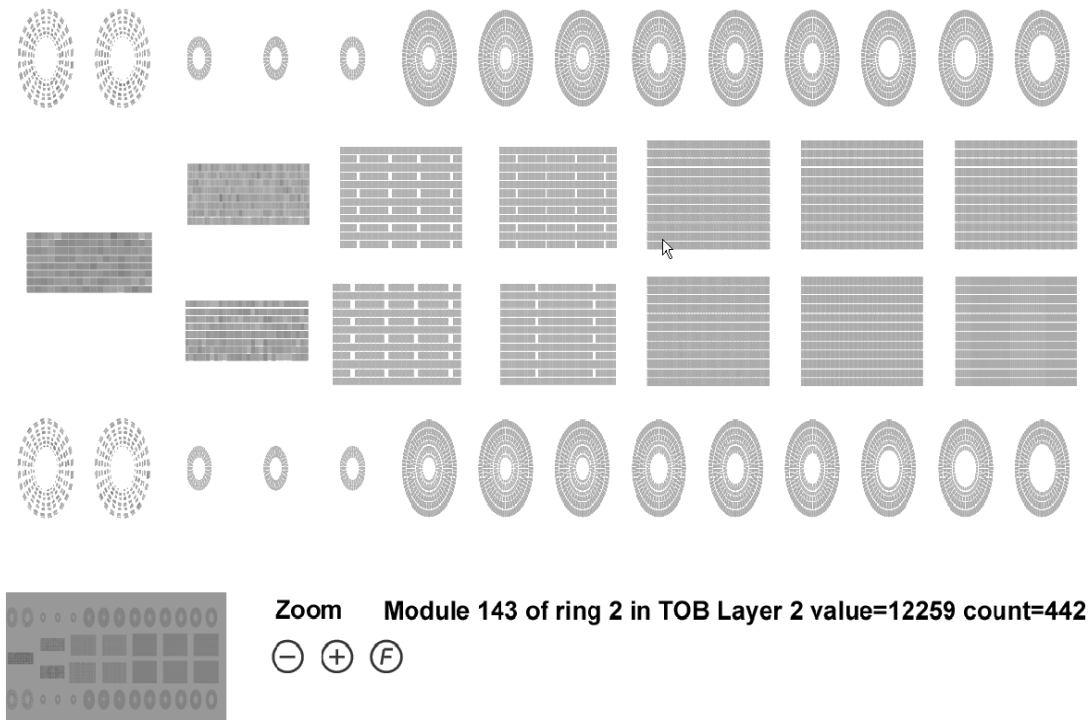 Zoom Module 143 of ring 2 in TOB Layer 2 value=12259 count=442
− + F